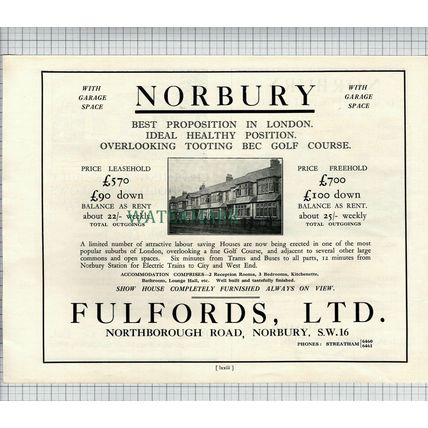 WITH
GARAGE
SPACE
NORBURY
WITH
GARAGE
SPACE
BEST PROPOSITION IN LONDON.
IDEAL HEALTHY POSITION.
OVERLOOKING TOOTING BEC GOLF COURSE.
PRICE LEASEHOLD
£570
£90 down
BALANCE AS RENT
about 22/- weekly
TOTAL OUTGOINGS
PRICE FREEHOLD
£700
£100 down
BALANCE AS RENT.
about 25/- weekly
TOTAL OUTGOINGS
A limited number of attractive labour saving Houses are now being erected in one of the most
popular suburbs of London, overlooking a fine Golf Course, and adjacent to several other large
commons and open spaces. Six minutes from Trams and Buses to all parts, 12 minutes from
Norbury Station for Electric Trains to City and West End.
ACCOMMODATION COMPRISES—2 Reception Rooms, 3 Bedrooms, Kitchenette,
Bathroom, Lounge Hall, etc. Well built and tastefully finished.
SHOW HOUSE COMPLETELY FURNISHED ALWAYS ON VIEW.
FULFORDS, LTD.
NORTHBOROUGH ROAD, NORBURY, S.W.16
PHONES: STREATHAM 6460
6461